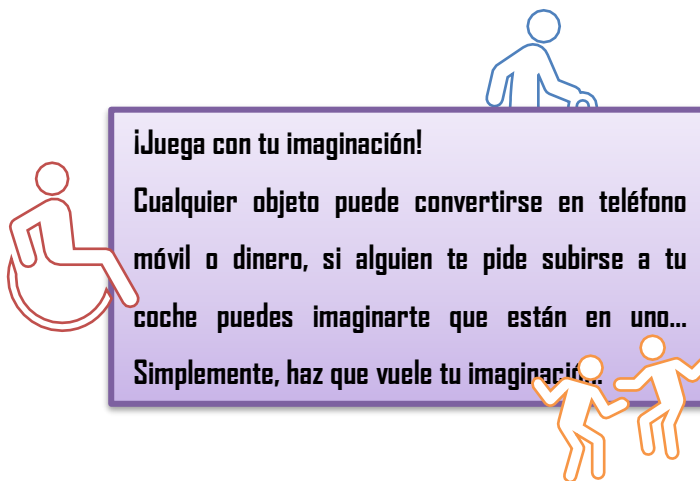 ¡Juega con tu imaginación!
Cualquier objeto puede convertirse en teléfono
móvil o dinero, si alguien te pide subirse a tu
coche puedes imaginarte que están en uno...
Simplemente, haz que vuele tu imaginación.